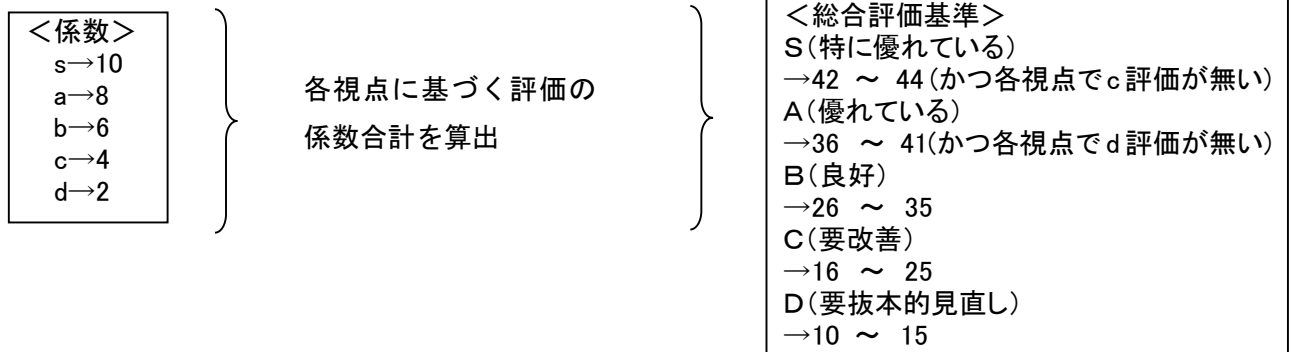 <係数>
s→10
a→8
b→6
c→4
d→2
各視点に基づく評価の
係数合計を算出
<総合評価基準>
S(特に優れている)
→42 ～ 44(かつ各視点でc評価が無い)
A(優れている)
→36 ～ 41(かつ各視点でd評価が無い)
B(良好)
→26 ～ 35
C(要改善)
→16 ～ 25
D(要抜本的見直し)
→10 ～ 15